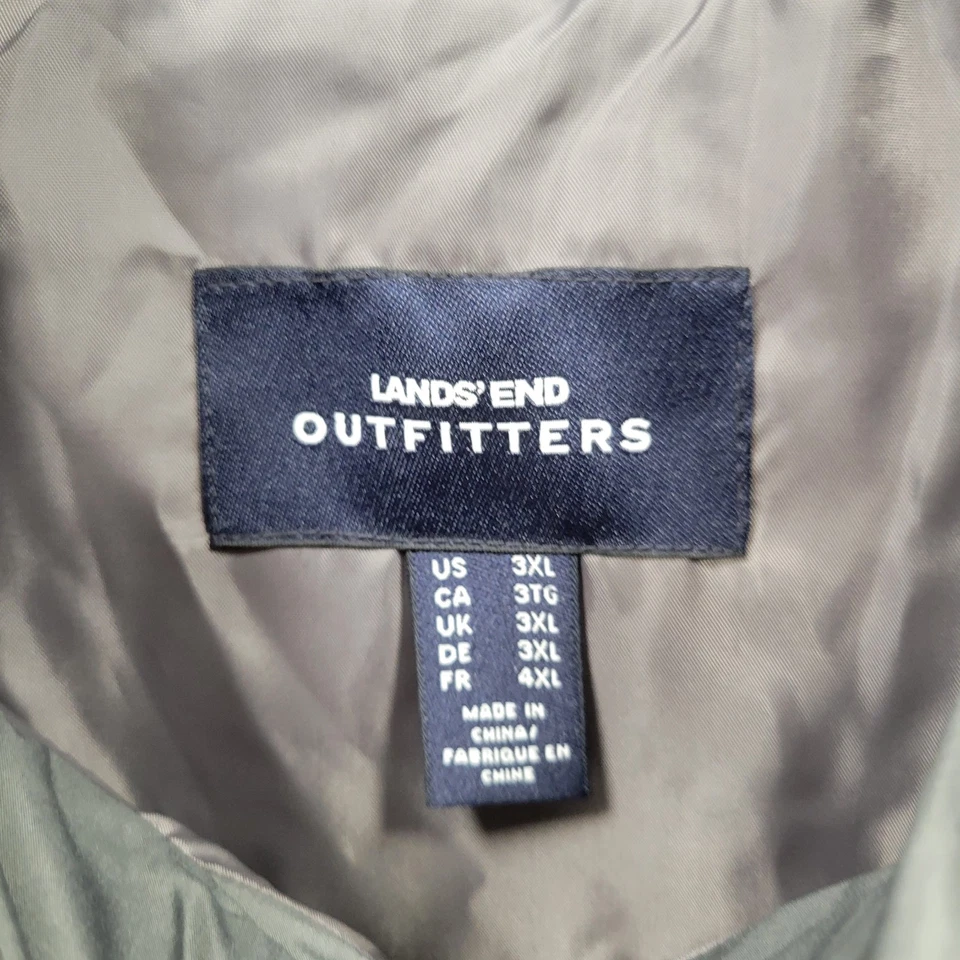 LANDS' END
OUTFITTERS
US 3XL
CA 3TG
UK 3XL
DE 3XL
FR 4XL
MADE IN
CHINA/
FABRIQUE EN
CHINE